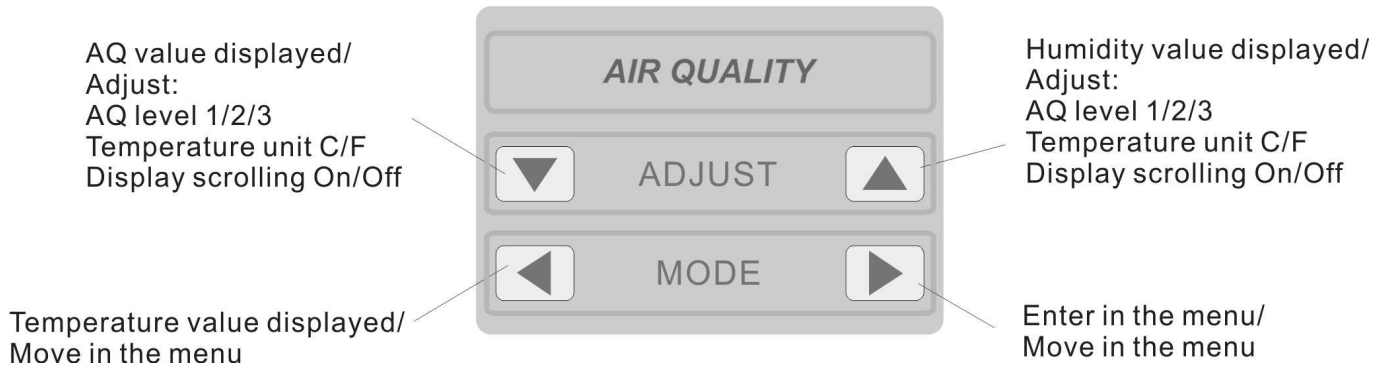 AQ value displayed/
Adjust:
AQ level 1/2/3
Temperature unit C/F
Display scrolling On/Off
AIR QUALITY
ADJUST
MODE
Humidity value displayed/
Adjust:
AQ level 1/2/3
Temperature unit C/F
Display scrolling On/Off
Temperature value displayed/
Move in the menu
Enter in the menu/
Move in the menu